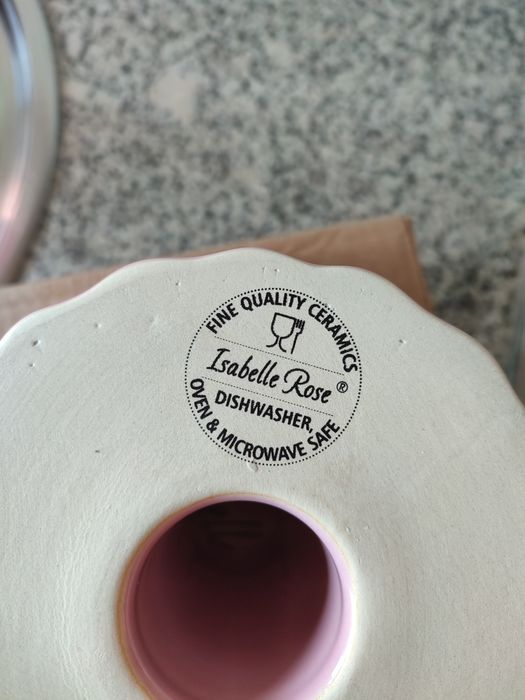 FINE QUALITY CERAMICS
Isabelle Rose ®
DISHWASHER,
OVEN & MICROWAVE SAFE